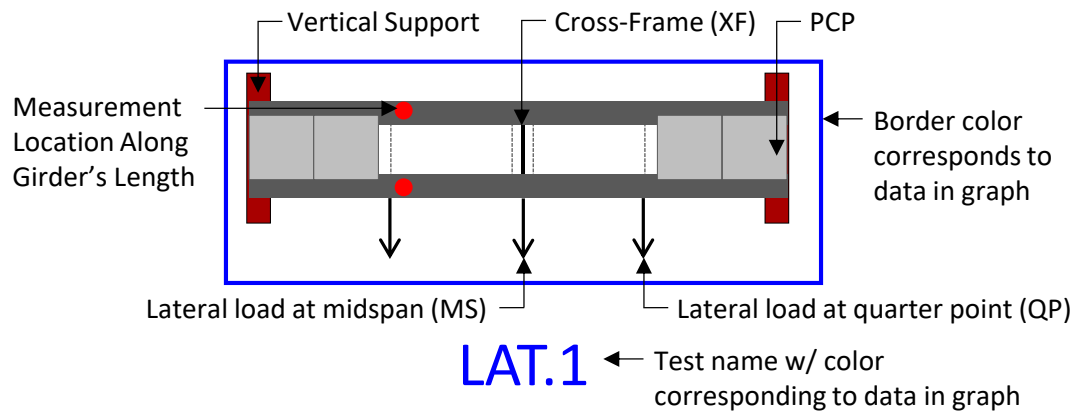 Vertical Support
Cross-Frame (XF)
PCP
Measurement
Location Along
Girder's Length
Border color
corresponds to
data in graph
Lateral load at midspan (MS)
Lateral load at quarter point (QP)
LAT.1
Test name w/ color
corresponding to data in graph